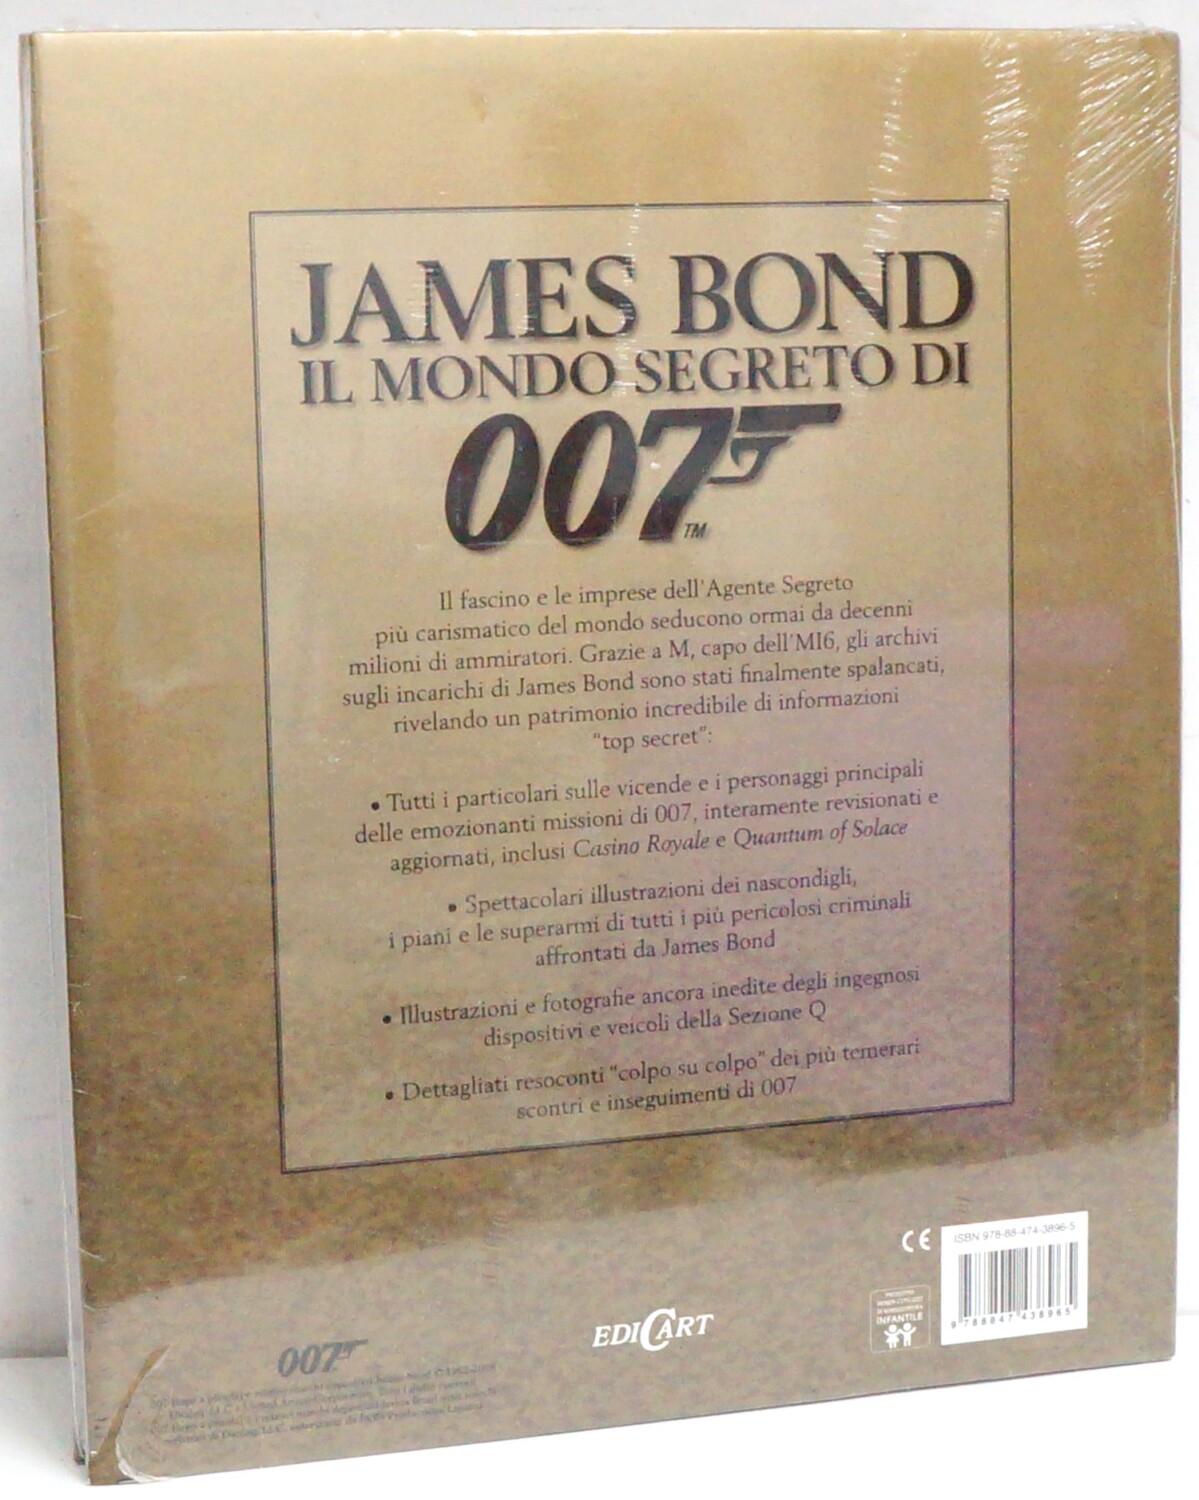 JAMES BOND
IL MONDO SEGRETO DI
007
TM
Il fascino e le imprese dell'Agente Segreto
più carismatico del mondo seducono ormai da decenni
milioni di ammiratori. Grazie a M, capo dell'MI6, gli archivi
sugli incarichi di James Bond sono stati finalmente spalancati,
rivelando un patrimonio incredibile di informazioni
“top secret”:
• Tutti i particolari sulle vicende e i personaggi principali
delle emozionanti missioni di 007, interamente revisionati e
aggiornati, inclusi Casino Royale e Quantum of Solace
• Spettacolari illustrazioni dei nascondigli,
i piani e le superarmi di tutti i più pericolosi criminali
affrontati da James Bond
• Illustrazioni e fotografie ancora inedite degli ingegnosi
dispositivi e veicoli della Sezione Q
• Dettagliati resoconti “colpo su colpo” dei più temerari
scontri e inseguimenti di 007
CE
ISBN 978-88-474-3896-5
9 788847 438965
INFANTILE
EDICART
007